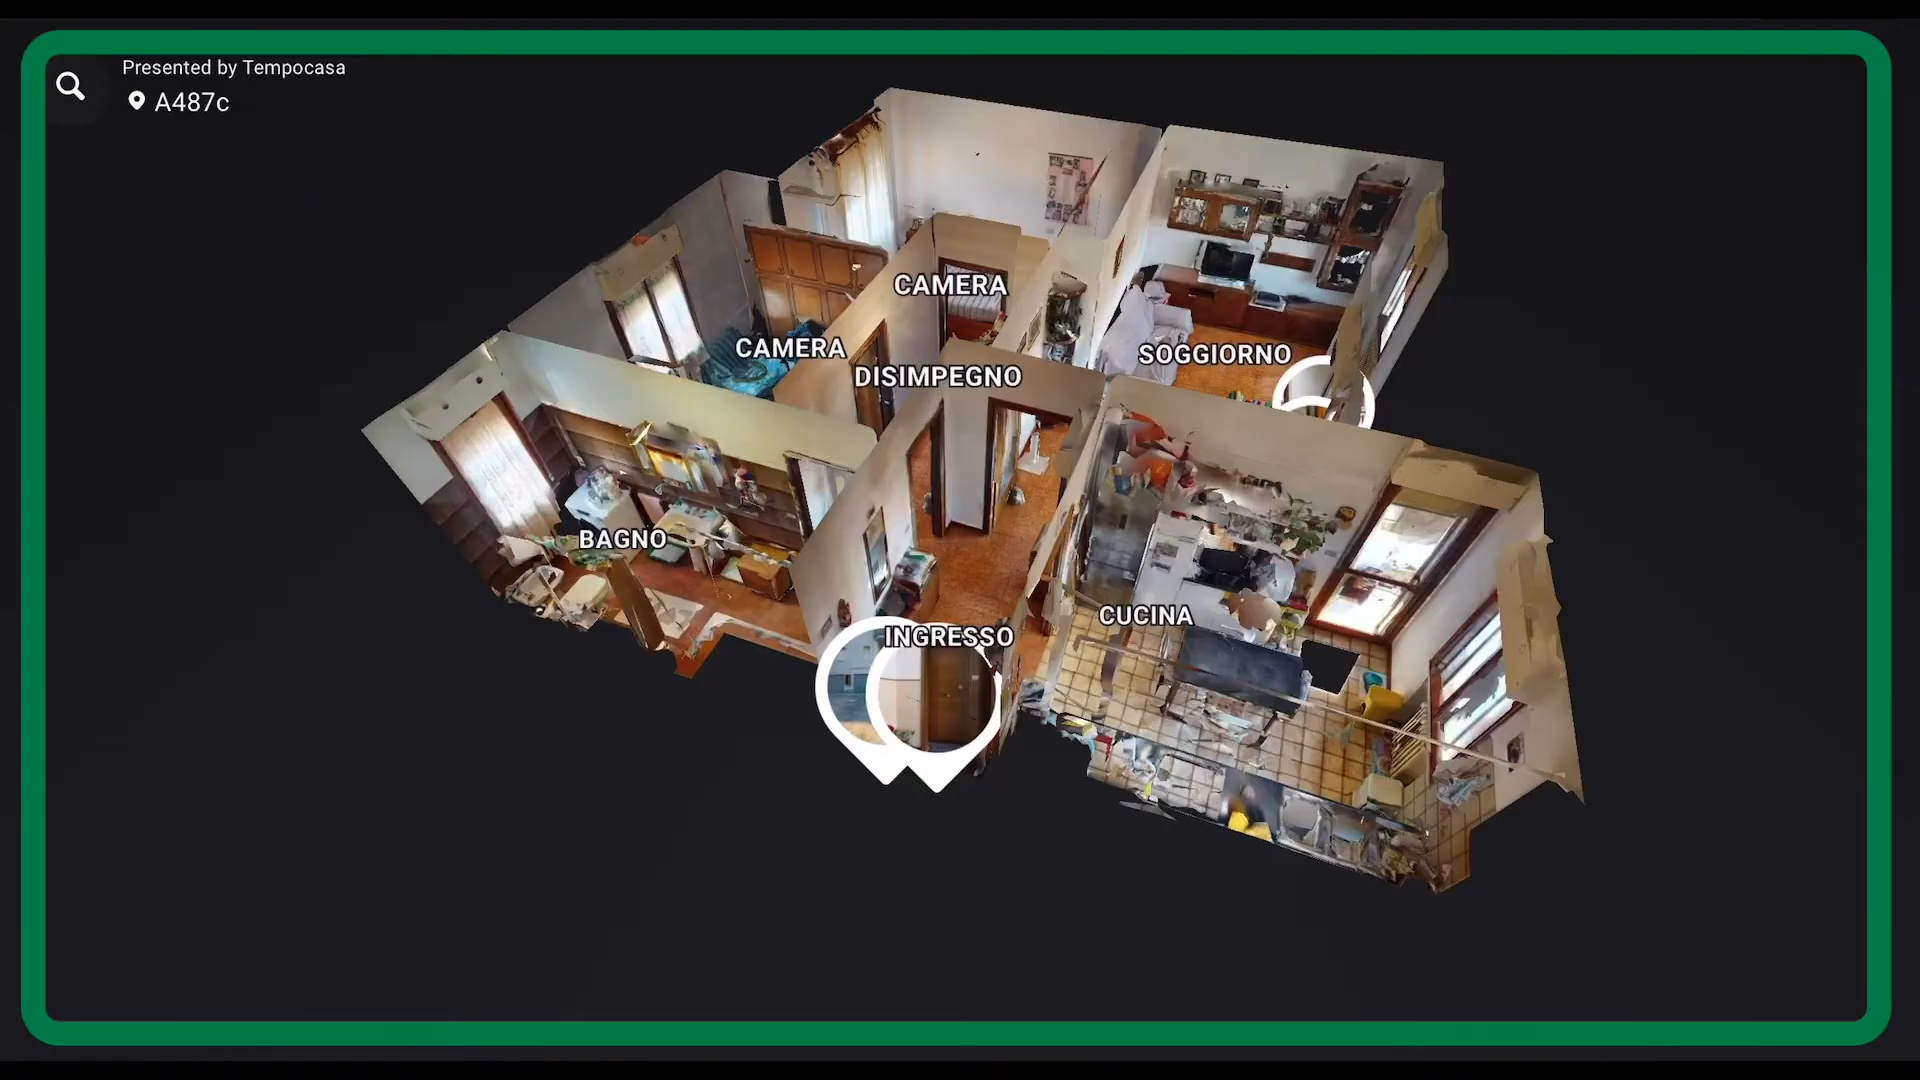 Presented by Tempocasa
A487c
CAMERA
CAMERA
SOGGIORNO
DISIMPEGNO
BAGNO
CUCINA
INGRESSO